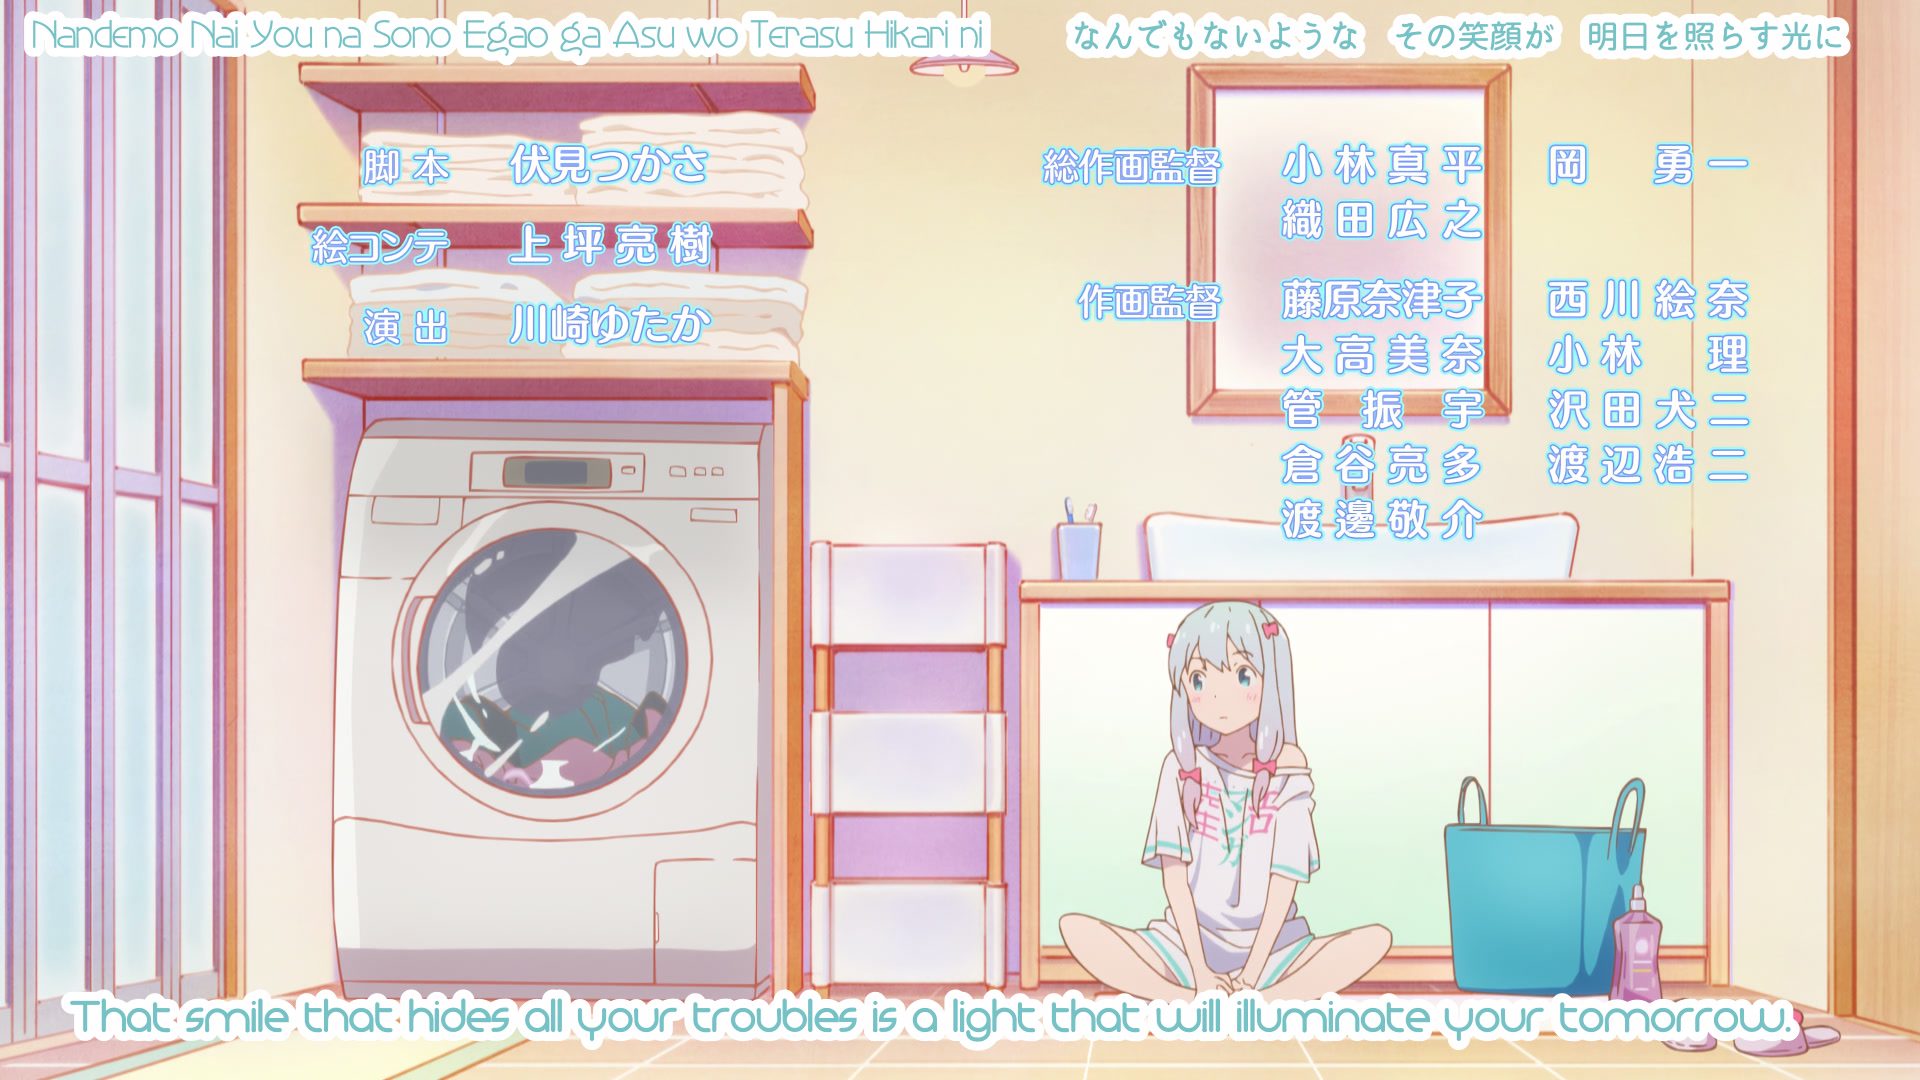 Nandemo Nai You na Sono Egao ga Asu wo Terasu Hikari ni
なんでもないような その笑顔が 明日を照らす光に
脚本 伏見つかさ
絵コンテ 上坪亮樹
演出 川崎ゆたか
総作画監督 小林真平 岡勇一
織田広之
作画監督 藤原奈津子 西川絵奈
大高美奈 小林理
管振宇 沢田犬二
倉谷亮多 渡辺浩二
渡邊敬介
That smile that hides all your troubles is a light that will illuminate your tomorrow.